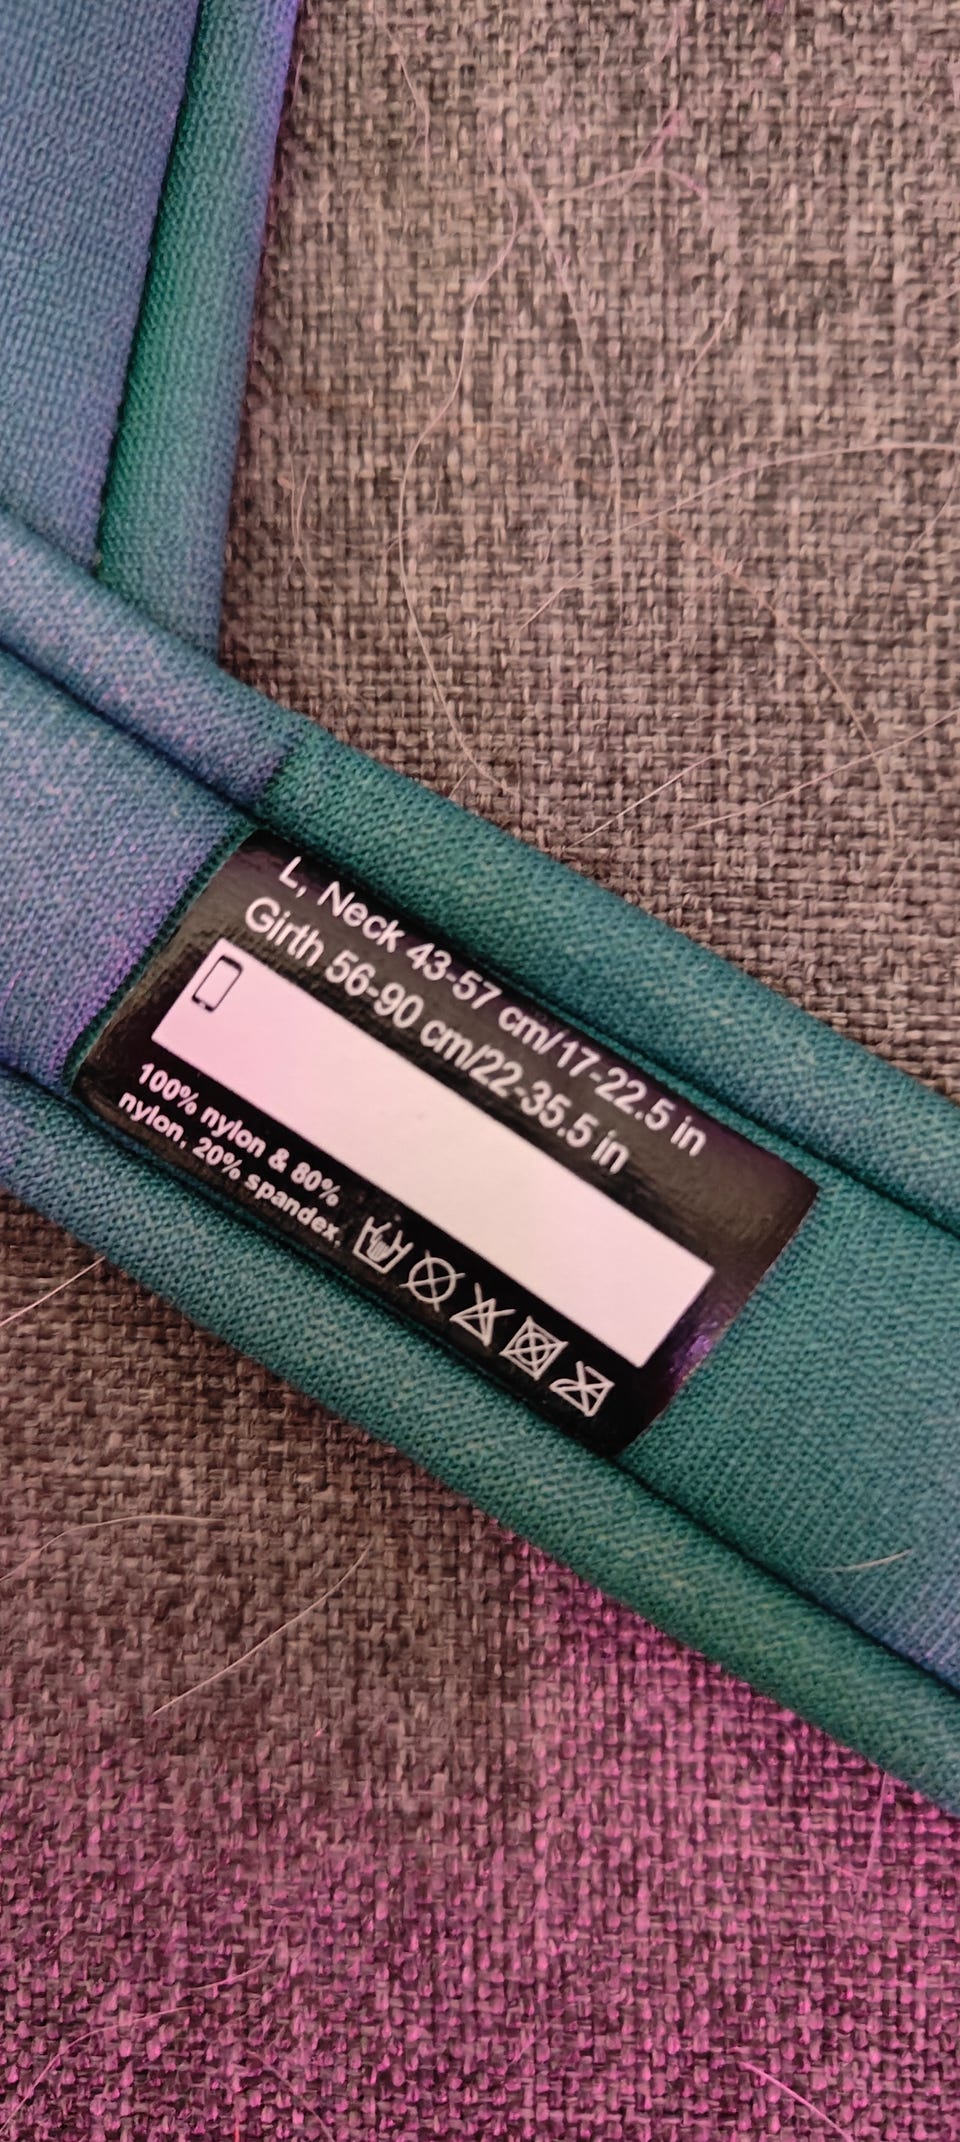 L, Neck 43-57 cm/17-22.5 in
Girth 56-90 cm/22-35.5 in
100% nylon & 80%
nylon, 20% spandex.